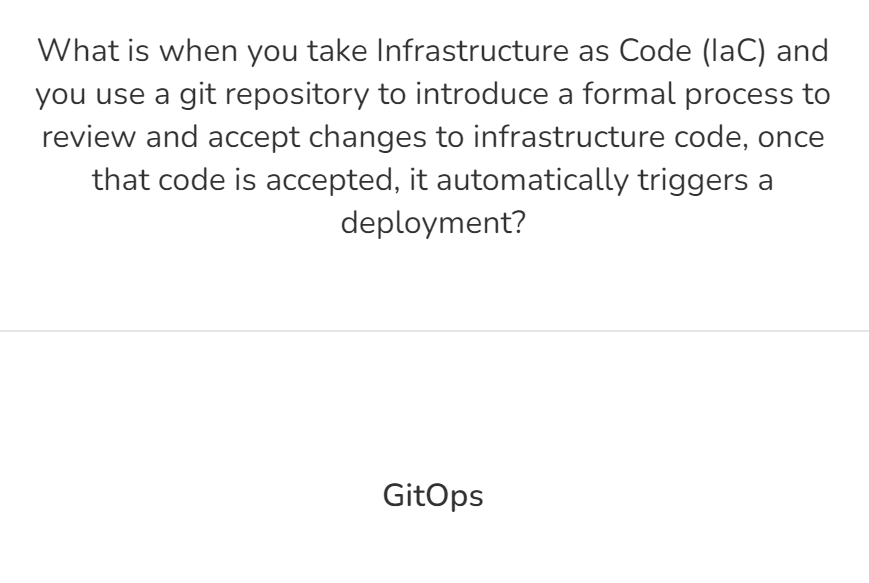 What is when you take Infrastructure as Code (IaC) and
you use a git repository to introduce a formal process to
review and accept changes to infrastructure code, once
that code is accepted, it automatically triggers a
deployment?
GitOps